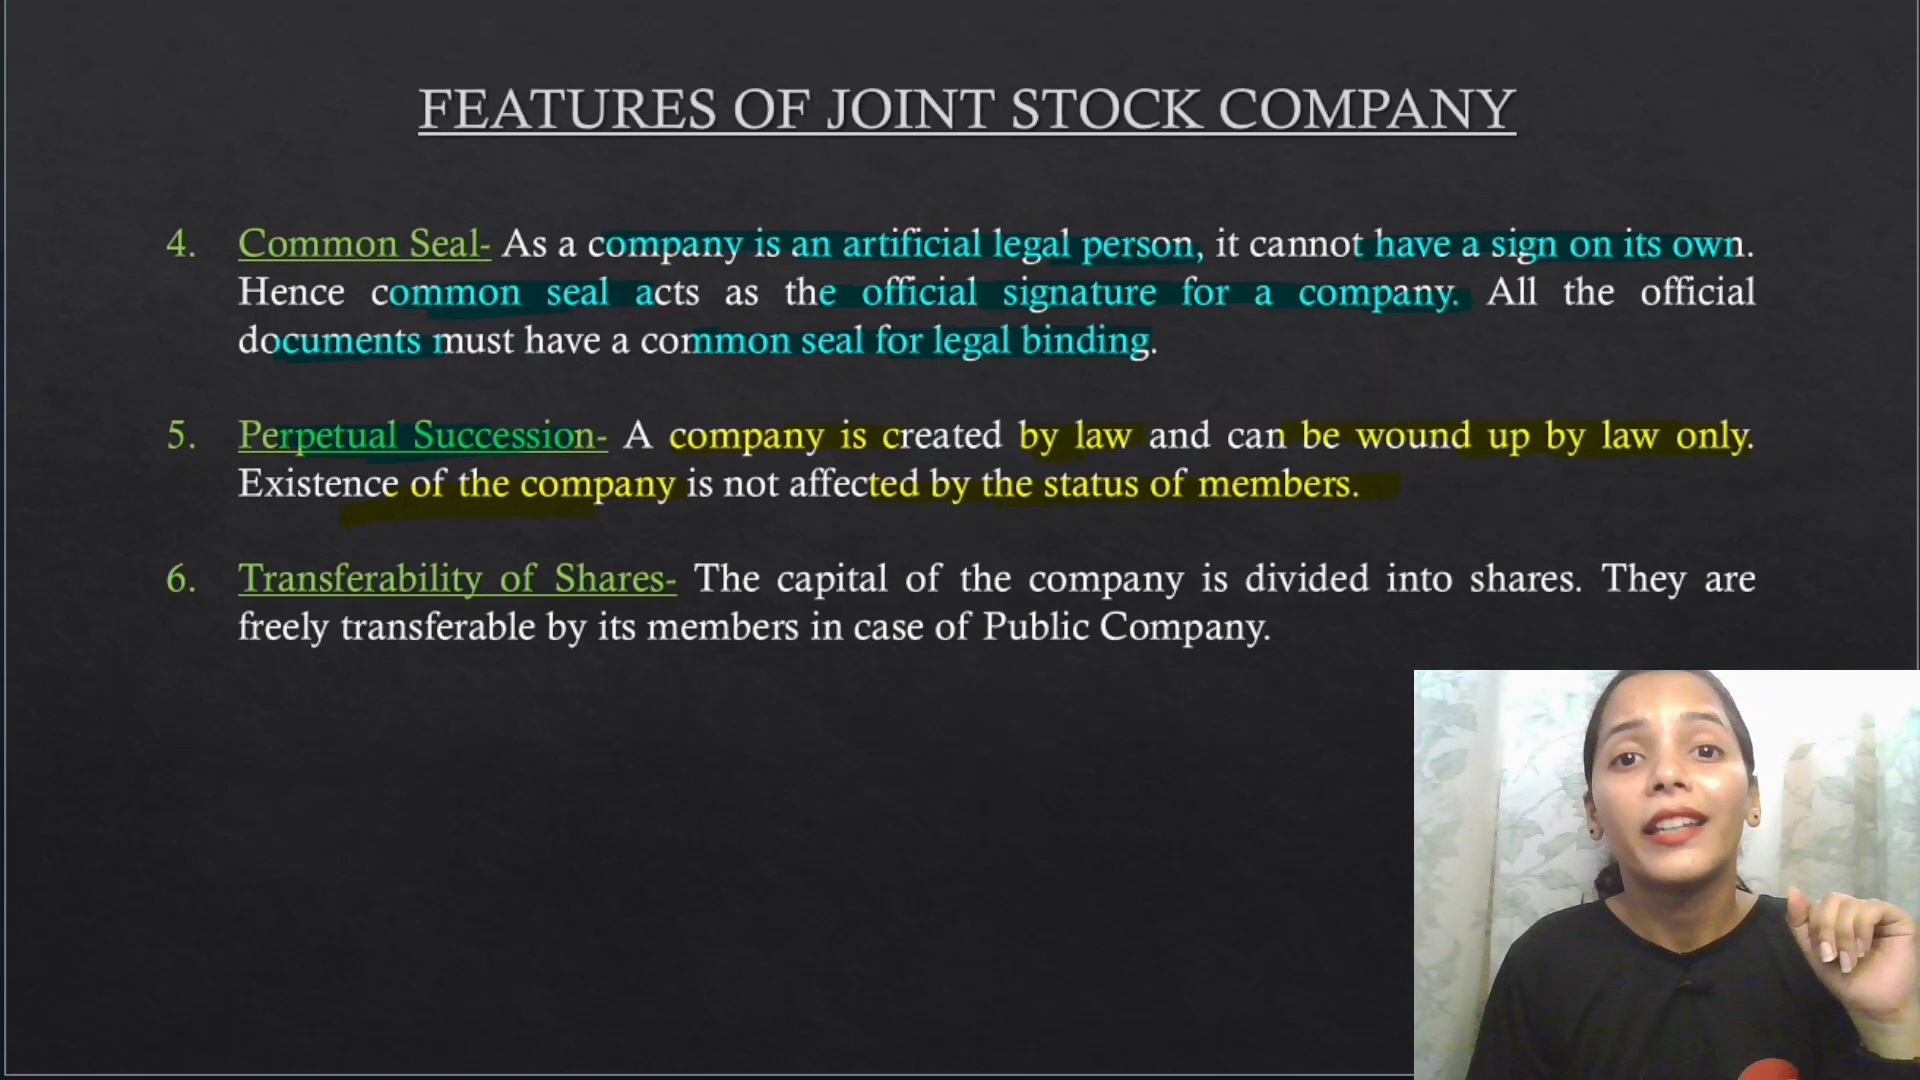 FEATURES OF JOINT STOCK COMPANY
4. Common Seal- As a company is an artificial legal person, it cannot have a sign on its own.
Hence common seal acts as the official signature for a company. All the official
documents must have a common seal for legal binding.
5. Perpetual Succession- A company is created by law and can be wound up by law only.
Existence of the company is not affected by the status of members.
6. Transferability of Shares- The capital of the company is divided into shares. They are
freely transferable by its members in case of Public Company.